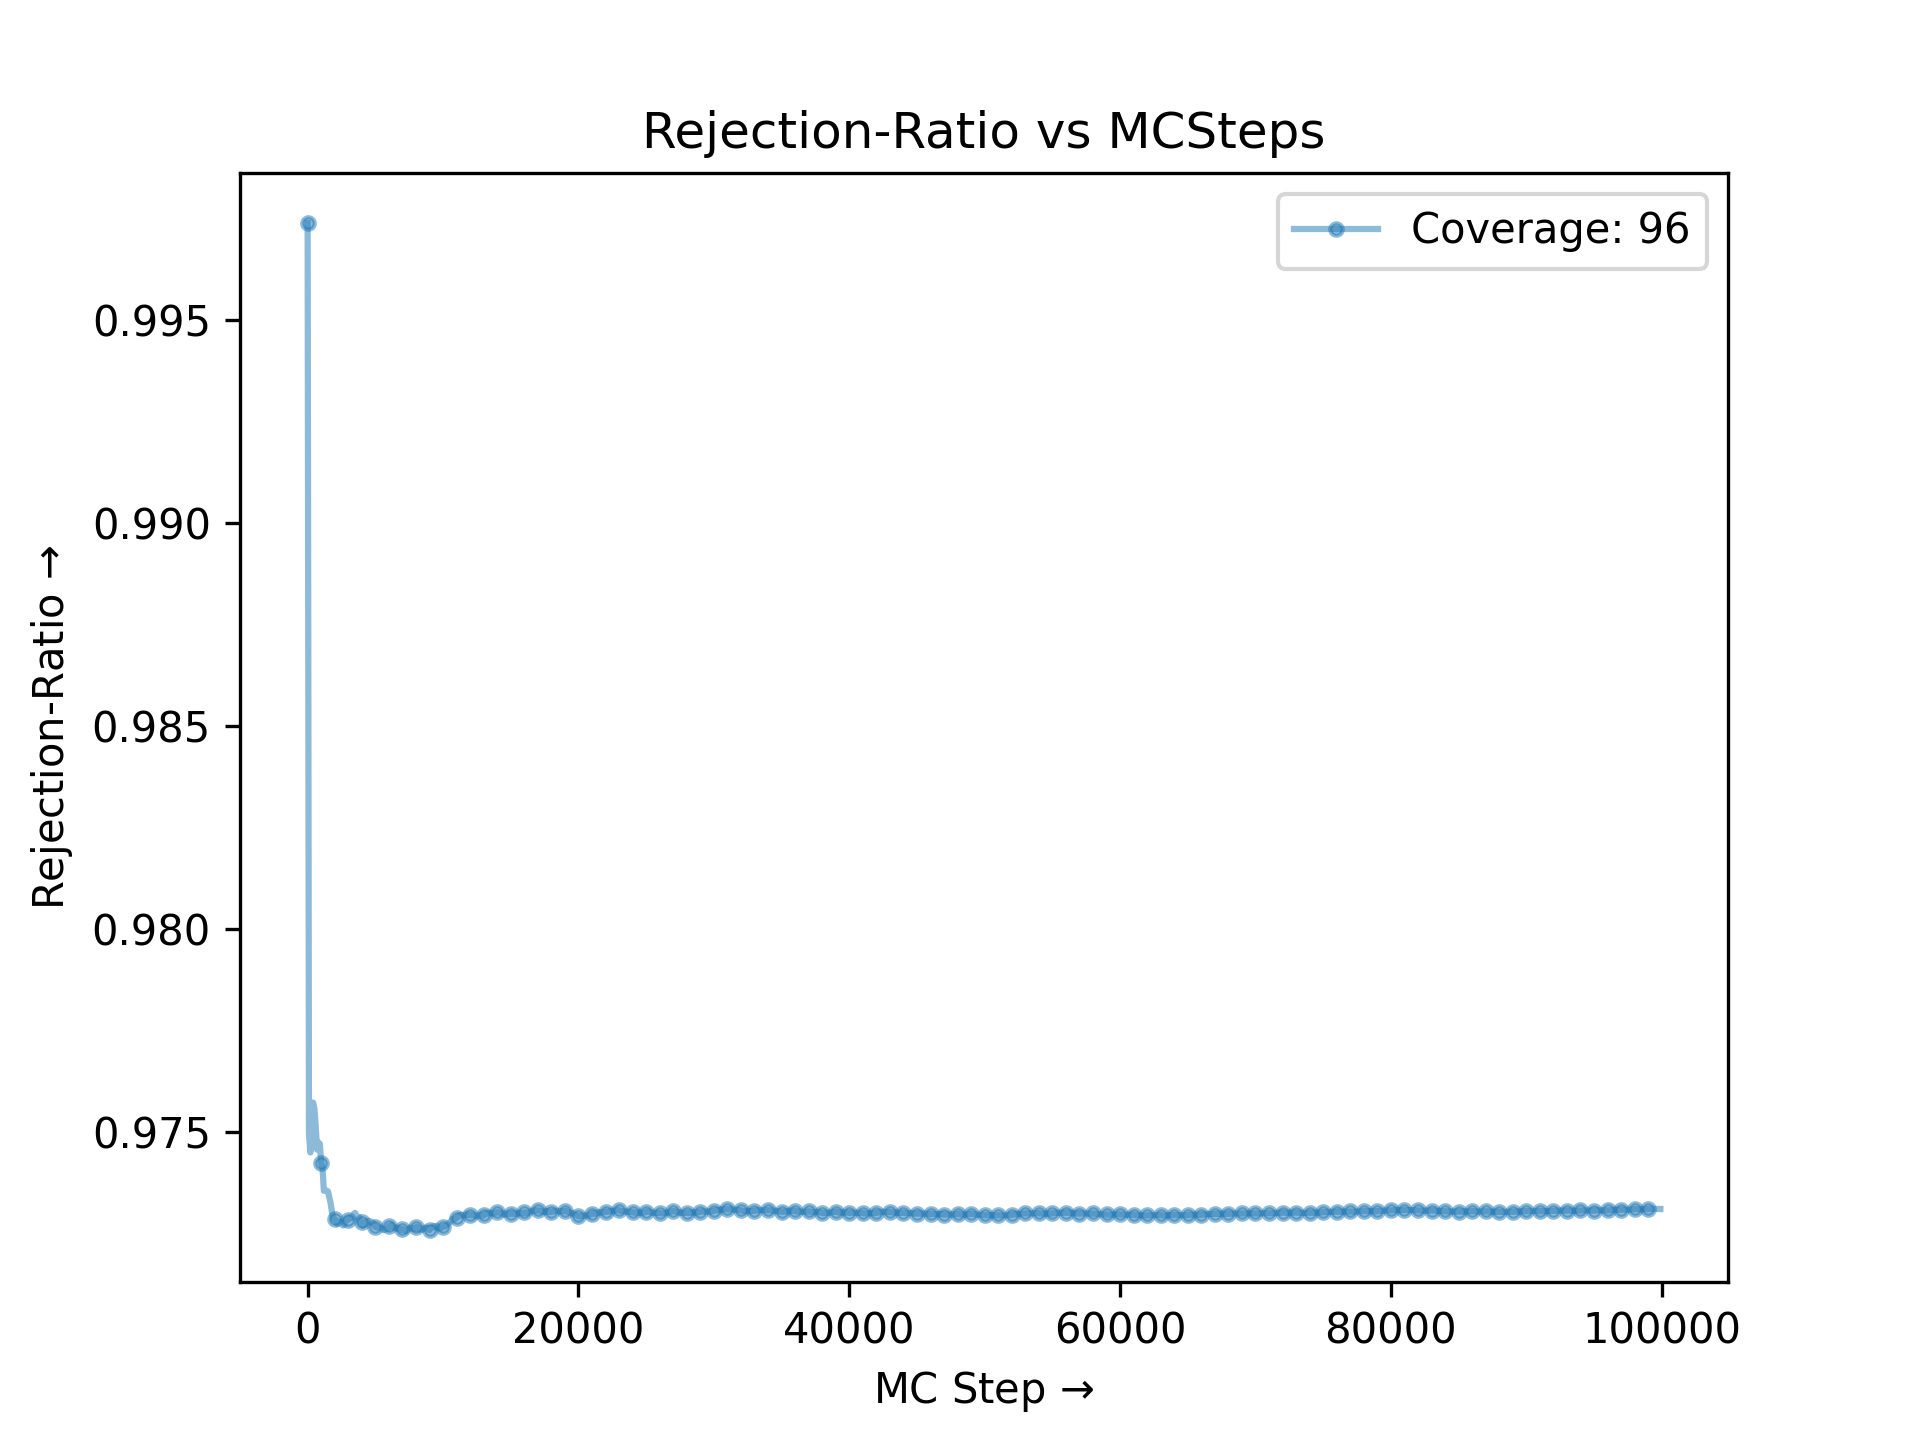 Rejection-Ratio vs MCSteps
Coverage: 96
Rejection-Ratio →
0.995
0.990
0.985
0.980
0.975
0
20000
40000
60000
80000
100000
MC Step →